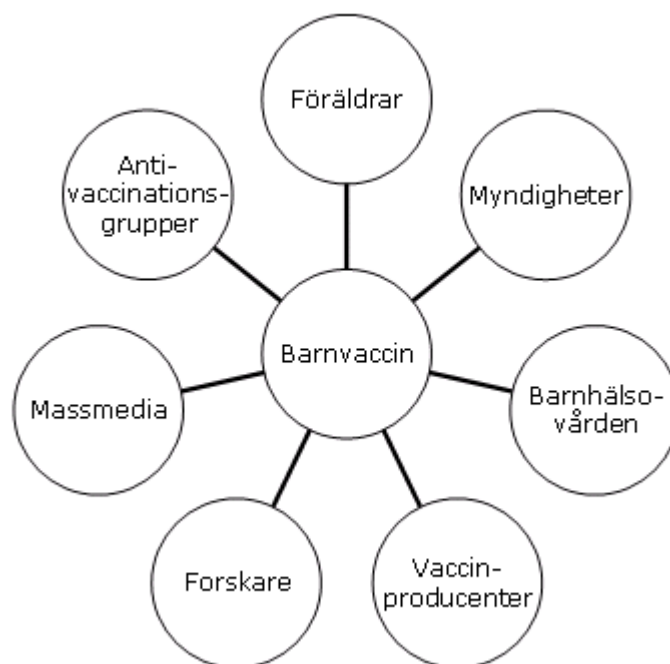 Föräldrar
Anti-
vaccinations-
grupper
Myndigheter
Barnvaccin
Massmedia
Barnhälso-
vården
Forskare
Vaccin-
producenter